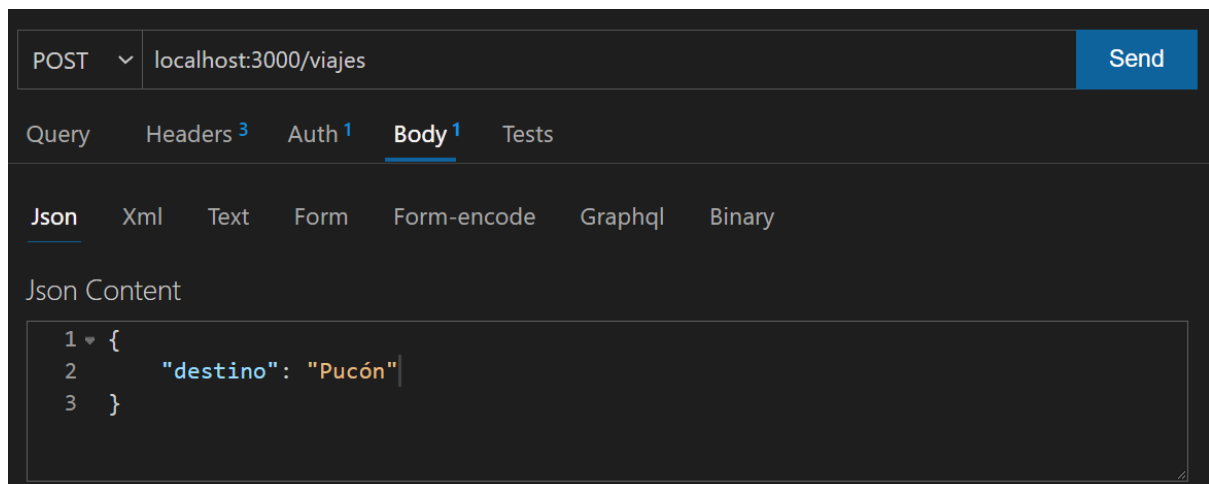 POST localhost:3000/viajes Send
Query Headers 3 Auth 1 Body 1 Tests
Json Xml Text Form Form-encode Graphql Binary
Json Content
1 {
2 "destino": "Pucón"
3 }